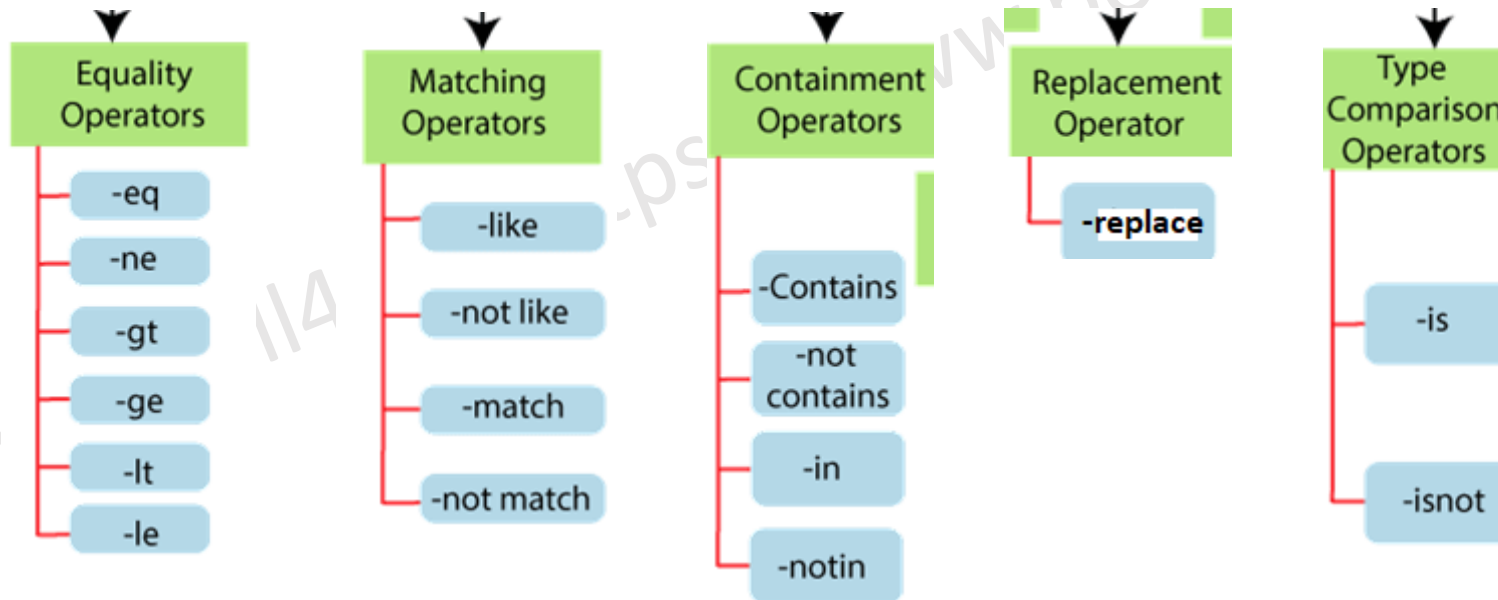 Equality
Operators
-eq
-ne
-gt
-ge
-lt
-le
Matching
Operators
-like
-not like
-match
-not match
Containment
Operators
-Contains
-not
contains
-in
-notin
Replacement
Operator
-replace
Type
Comparison
Operators
-is
-isnot